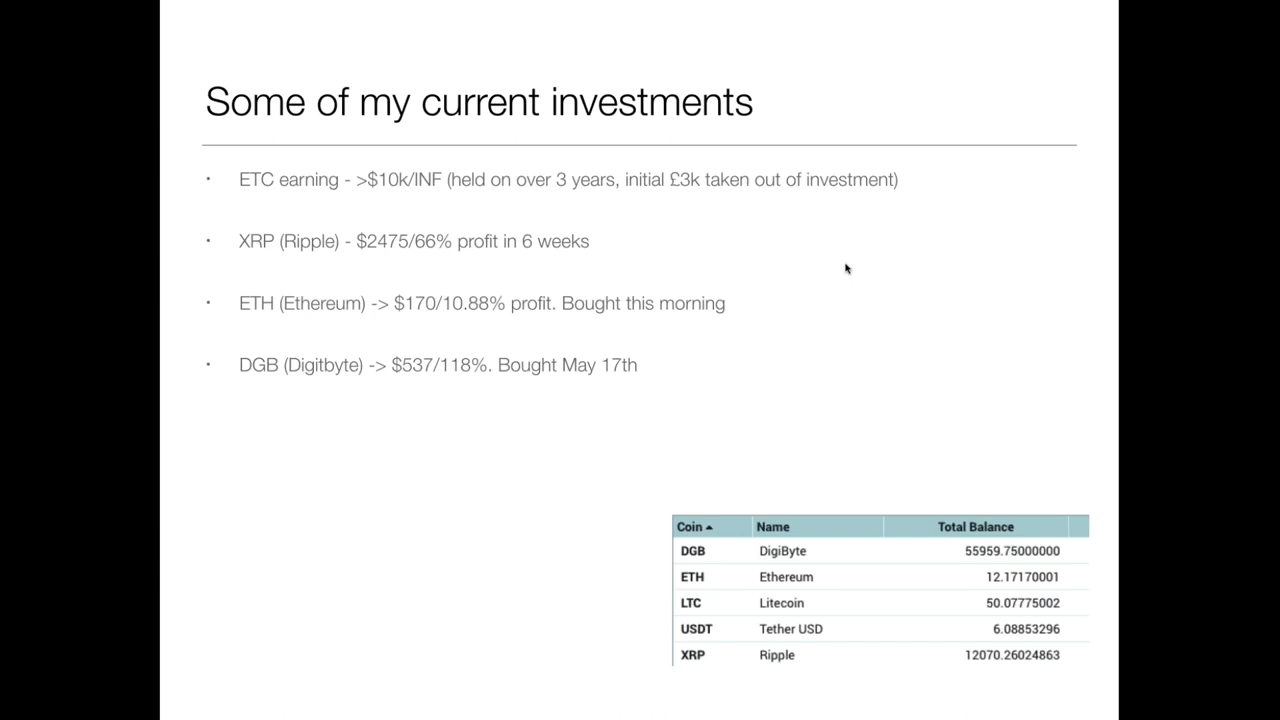 Some of my current investments
• ETC earning - >$10k/INF (held on over 3 years, initial £3k taken out of investment)
• XRP (Ripple) - $2475/66% profit in 6 weeks
• ETH (Ethereum) -> $170/10.88% profit. Bought this morning
• DGB (Digitbyte) -> $537/118%. Bought May 17th
Coin Name Total Balance
DGB DigiByte 55959.75000000
ETH Ethereum 12.17170001
LTC Litecoin 50.07775002
USDT Tether USD 6.08853296
XRP Ripple 12070.26024863